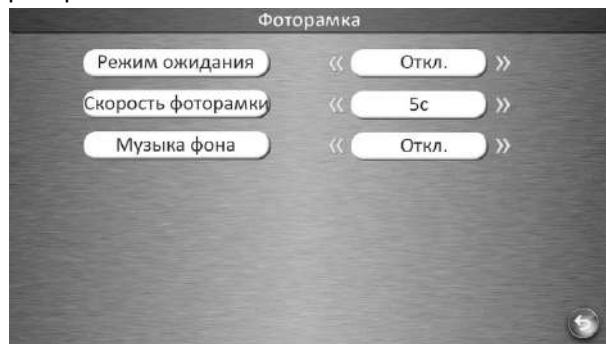 Фоторамка
Режим ожидания « Откл. »
Скорость фоторамки « 5с »
Музыка фона « Откл. »